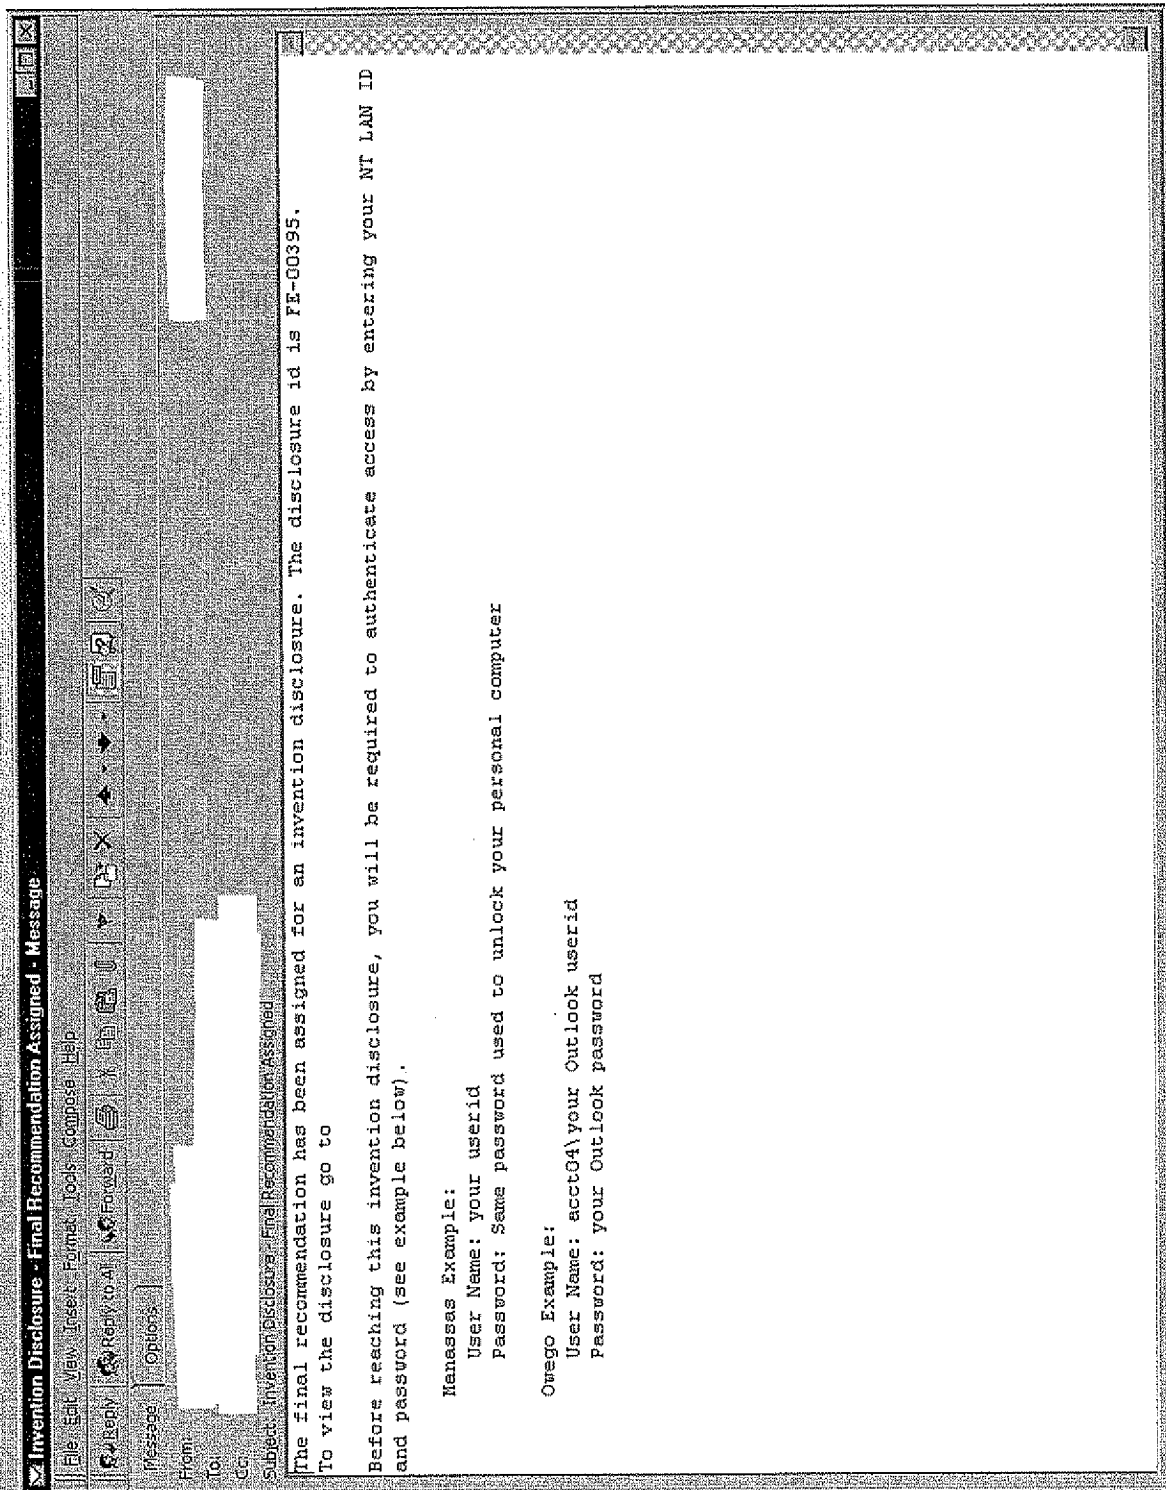 Invention Disclosure - Final Recommendation Assigned - Message
File Edit View Insert Format Tools Compose Help
Reply Reply to All Forward
Message Options
From:
To:
Cc:
Subject: Invention Disclosure - Final Recommendation Assigned
The final recommendation has been assigned for an invention disclosure. The disclosure id is FE-00395.
To view the disclosure go to
Before reaching this invention disclosure, you will be required to authenticate access by entering your NT LAN ID
and password (see example below).
Manassas Example:
User Name: your userid
Password: Same password used to unlock your personal computer
Owego Example:
User Name: acct04\your Outlook userid
Password: your Outlook password